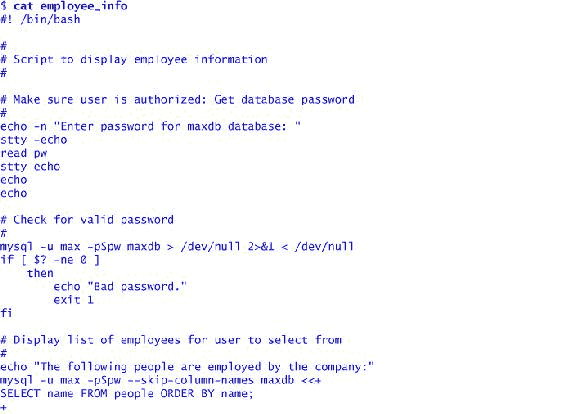 $ cat employee_info
#! /bin/bash
#
# Script to display employee information
#
# Make sure user is authorized: Get database password
#
echo -n "Enter password for maxdb database: "
stty -echo
read pw
stty echo
echo
echo
# Check for valid password
#
mysql -u max -p$pw maxdb > /dev/null 2>&1 < /dev/null
if [ $? -ne 0 ]
then
echo "Bad password."
exit 1
fi
# Display list of employees for user to select from
#
echo "The following people are employed by the company:"
mysql -u max -p$pw --skip-column-names maxdb <<+
SELECT name FROM people ORDER BY name;
+